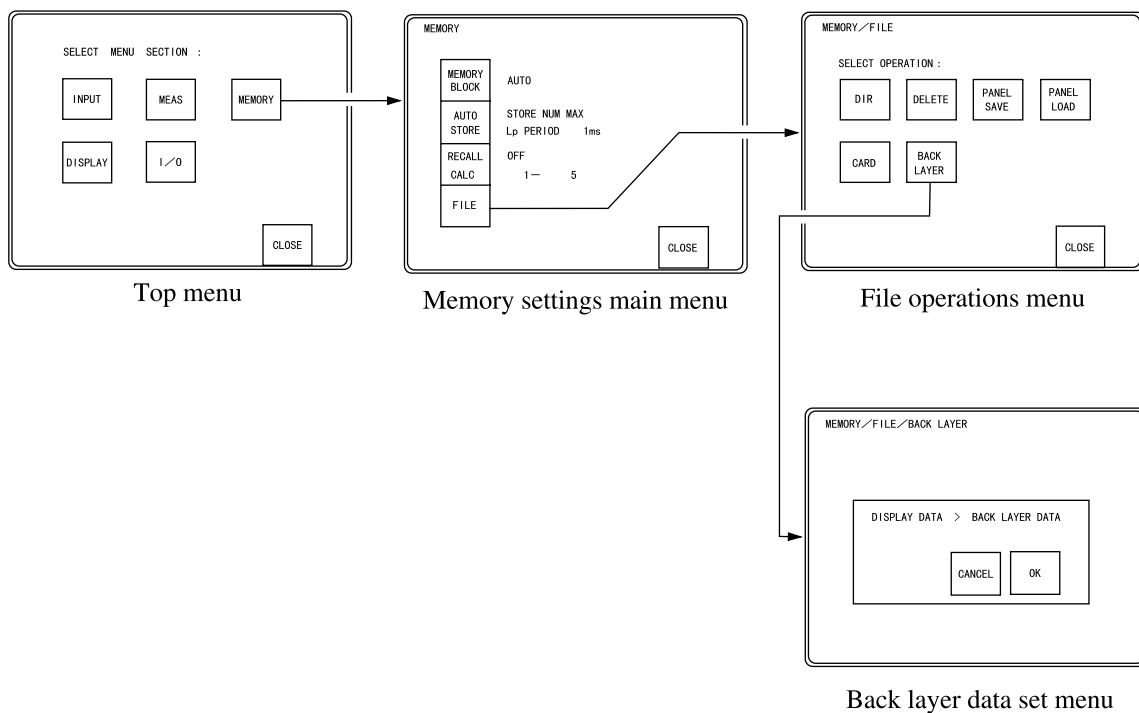 SELECT MENU SECTION :
INPUT
MEAS
MEMORY
DISPLAY
I／O
CLOSE
Top menu
MEMORY
MEMORY
BLOCK
AUTO
AUTO
STORE
STORE NUM MAX
Lp PERIOD 1ms
RECALL
OFF
CALC
1－ 5
FILE
CLOSE
Memory settings main menu
MEMORY／FILE
SELECT OPERATION :
DIR
DELETE
PANEL
SAVE
PANEL
LOAD
CARD
BACK
LAYER
CLOSE
File operations menu
MEMORY／FILE／BACK LAYER
DISPLAY DATA > BACK LAYER DATA
CANCEL
OK
Back layer data set menu